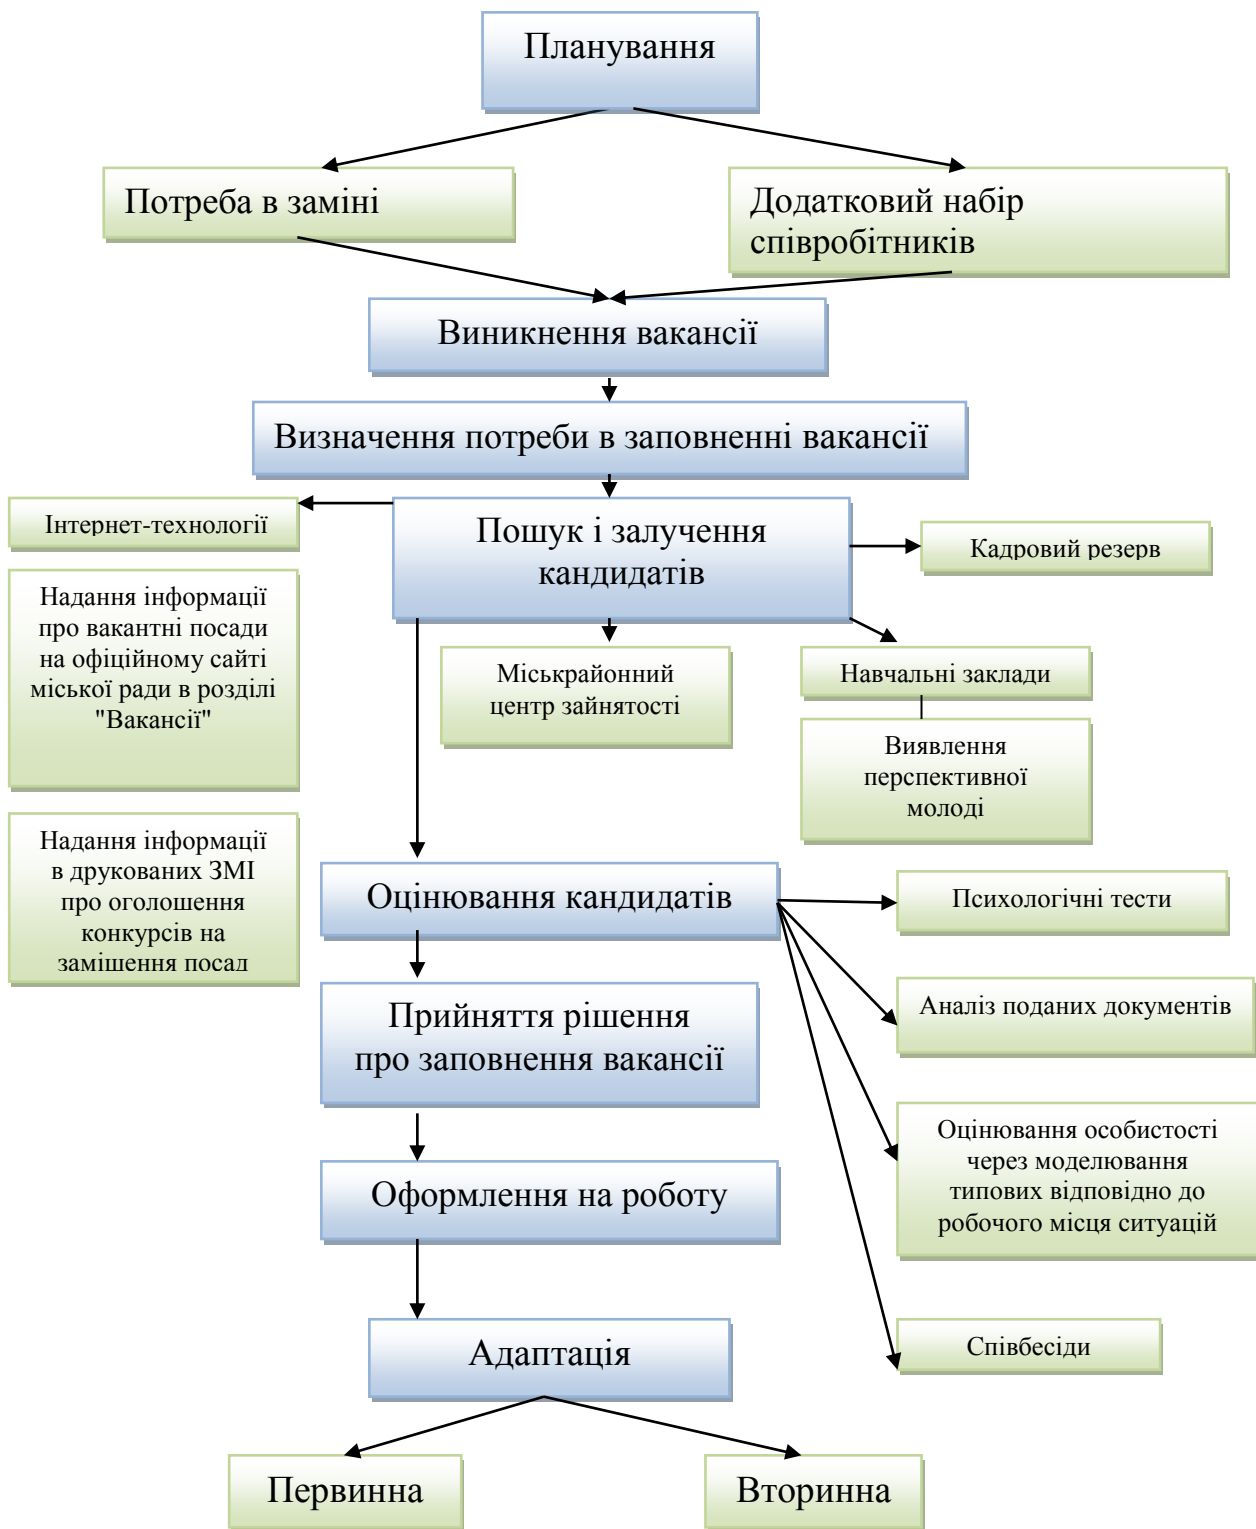 Планування
Потреба в заміні
Додатковий набір
співробітників
Виникнення вакансії
Визначення потреби в заповненні вакансії
Інтернет-технології
Пошук і залучення
кандидатів
Кадровий резерв
Надання інформації
про вакантні посади
на офіційному сайті
міської ради в розділі
"Вакансії"
Міськрайонний
центр зайнятості
Навчальні заклади
Виявлення
перспективної
молоді
Надання інформації
в друкованих ЗМІ
про оголошення
конкурсів на
заміщення посад
Оцінювання кандидатів
Психологічні тести
Аналіз поданих документів
Прийняття рішення
про заповнення вакансії
Оцінювання особистості
через моделювання
типових відповідно до
робочого місця ситуацій
Оформлення на роботу
Співбесіди
Адаптація
Первинна
Вторинна